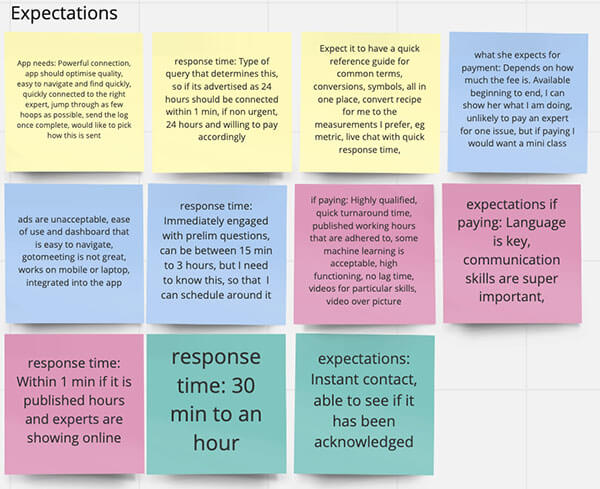 Expectations
App needs: Powerful connection,
app should optimise quality,
easy to navigate and find quickly,
quickly connected to the right
expert, jump through as few
hoops as possible, send the log
once complete, would like to pick
how this is sent
response time: Type of
query that determines this,
so if its advertised as 24
hours should be connected
within 1 min, if non urgent,
24 hours and willing to pay
accordingly
Expect it to have a quick
reference guide for
common terms,
conversions, symbols, all in
one place, convert recipe
for me to the
measurements I prefer, eg
metric, live chat with quick
response time,
what she expects for
payment: Depends on how
much the fee is. Available
beginning to end, I can
show her what I am doing,
unlikely to pay an expert
for one issue, but if paying I
would want a mini class
ads are unacceptable, ease
of use and dashboard that
is easy to navigate,
gotomeeting is not great,
works on mobile or laptop,
integrated into the app
response time:
Immediately engaged
with prelim questions,
can be between 15 min
to 3 hours, but I need
to know this, so that I
can schedule around it
if paying: Highly qualified,
quick turnaround time,
published working hours
that are adhered to, some
machine learning is
acceptable, high
functioning, no lag time,
videos for particular skills,
video over picture
expectations if
paying: Language
is key,
communication
skills are super
important,
response time:
Within 1 min if it is
published hours
and experts are
showing online
response
time: 30
min to an
hour
expectations:
Instant contact,
able to see if it
has been
acknowledged